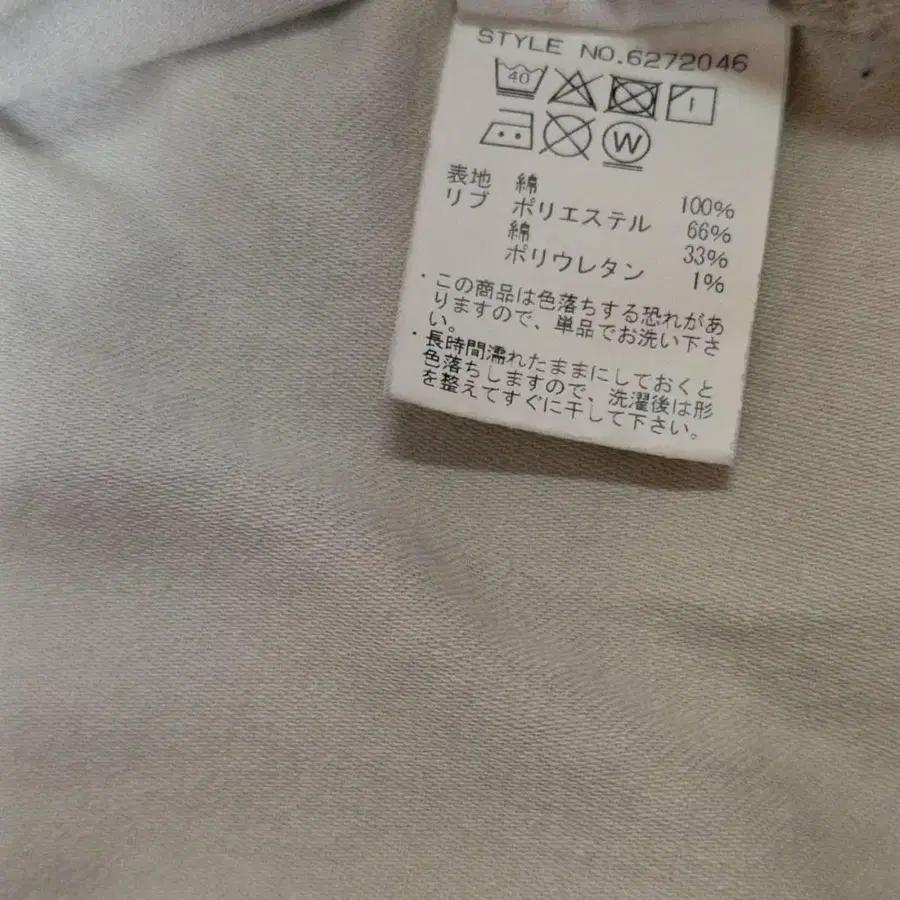 STYLE NO.6272046
40
W
表地 綿 100%
リブ ポリエステル 66%
綿 33%
ポリウレタン 1%
・この商品は色落ちする恐れがあ
りますので、単品でお洗い下さ
い。
・長時間濡れたままにしておくと
色落ちしますので、洗濯後は形
を整えてすぐに干して下さい。